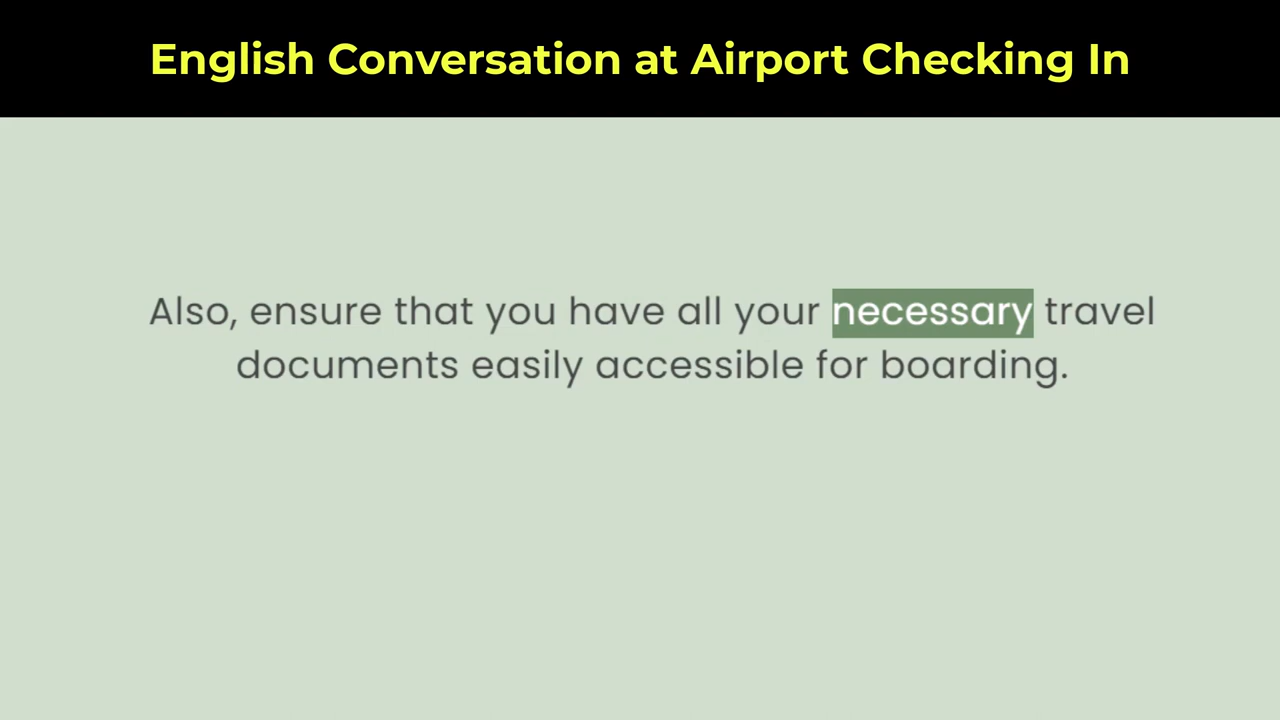 English Conversation at Airport Checking In
Also, ensure that you have all your necessary travel
documents easily accessible for boarding.